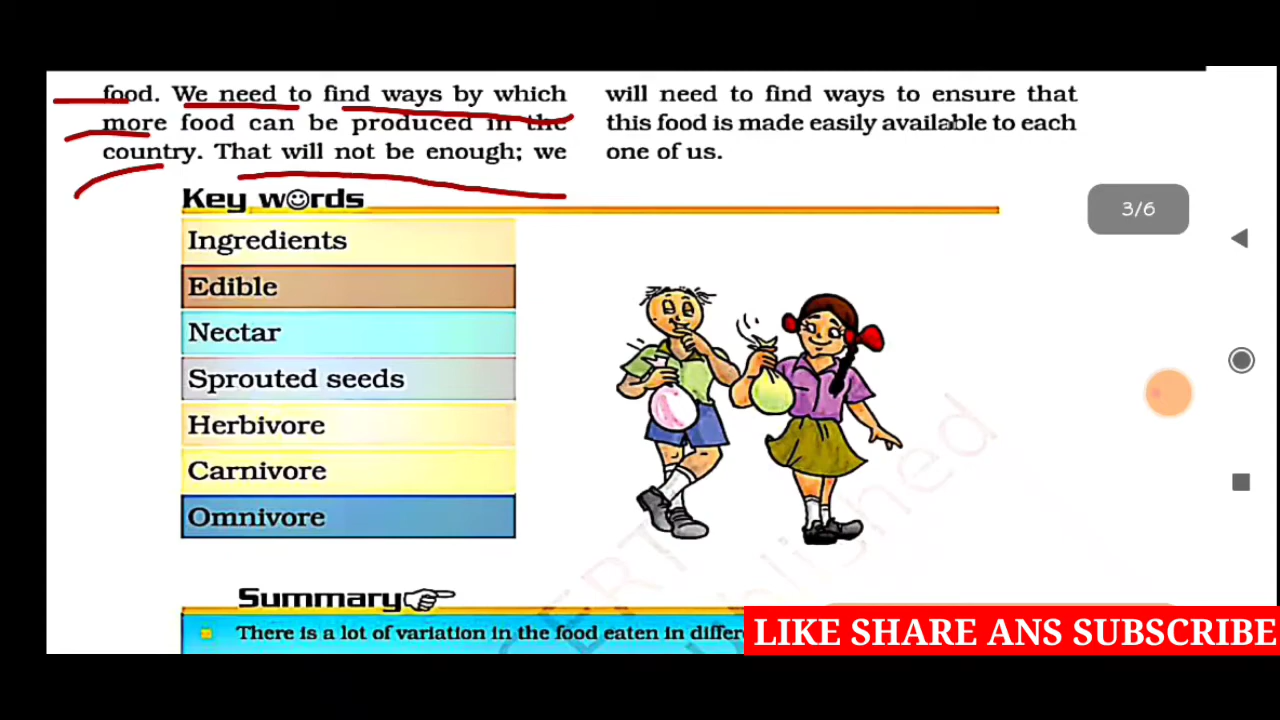 food. We need to find ways by which
more food can be produced in the
country. That will not be enough; we
will need to find ways to ensure that
this food is made easily available to each
one of us.
3/6
Key words
Ingredients
Edible
Nectar
Sprouted seeds
Herbivore
Carnivore
Omnivore
Summary
There is a lot of variation in the food eaten in
LIKE SHARE ANS SUBSCRIBE